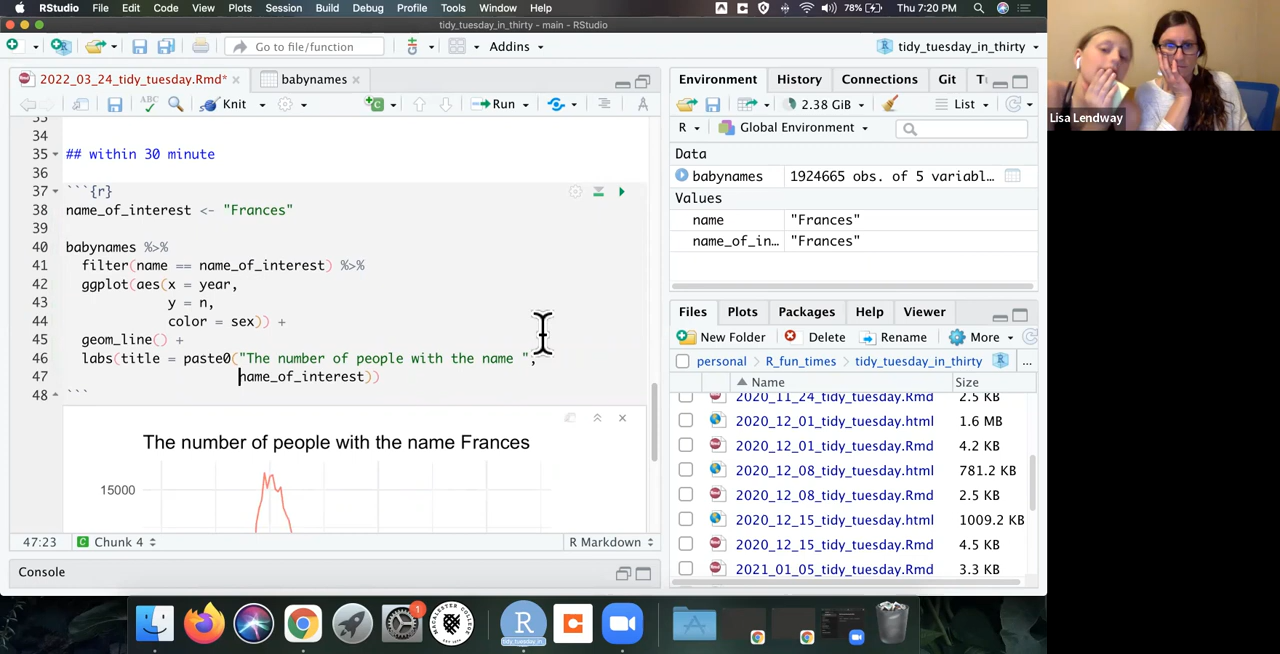 RStudio File Edit Code View Plots Session Build Debug Profile Tools Window Help 78% Thu 7:20 PM
tidy_tuesday_in_thirty - main - RStudio
Go to file/function Addins tidy_tuesday_in_thirty
2022_03_24_tidy_tuesday.Rmd* babynames
Knit Run
33
34
35 ## within 30 minute
36
37 ```{r}
38 name_of_interest <- "Frances"
39
40 babynames %>%
41 filter(name == name_of_interest) %>%
42 ggplot(aes(x = year,
43 y = n,
44 color = sex)) +
45 geom_line() +
46 labs(title = paste0("The number of people with the name ",
47 name_of_interest))
48 ```
The number of people with the name Frances
15000
47:23 Chunk 4 R Markdown
Console
Environment History Connections Git
2.38 GiB List
R Global Environment
Data
babynames 1924665 obs. of 5 variabl…
Values
name "Frances"
name_of_in… "Frances"
Files Plots Packages Help Viewer
New Folder Delete Rename More
personal R_fun_times tidy_tuesday_in_thirty ...
Name Size
2020_11_24_tidy_tuesday.Rmd 2.5 KB
2020_12_01_tidy_tuesday.html 1.6 MB
2020_12_01_tidy_tuesday.Rmd 4.2 KB
2020_12_08_tidy_tuesday.html 781.2 KB
2020_12_08_tidy_tuesday.Rmd 2.5 KB
2020_12_15_tidy_tuesday.html 1009.2 KB
2020_12_15_tidy_tuesday.Rmd 4.5 KB
2021_01_05_tidy_tuesday.Rmd 3.3 KB
Lisa Lendway
1
R